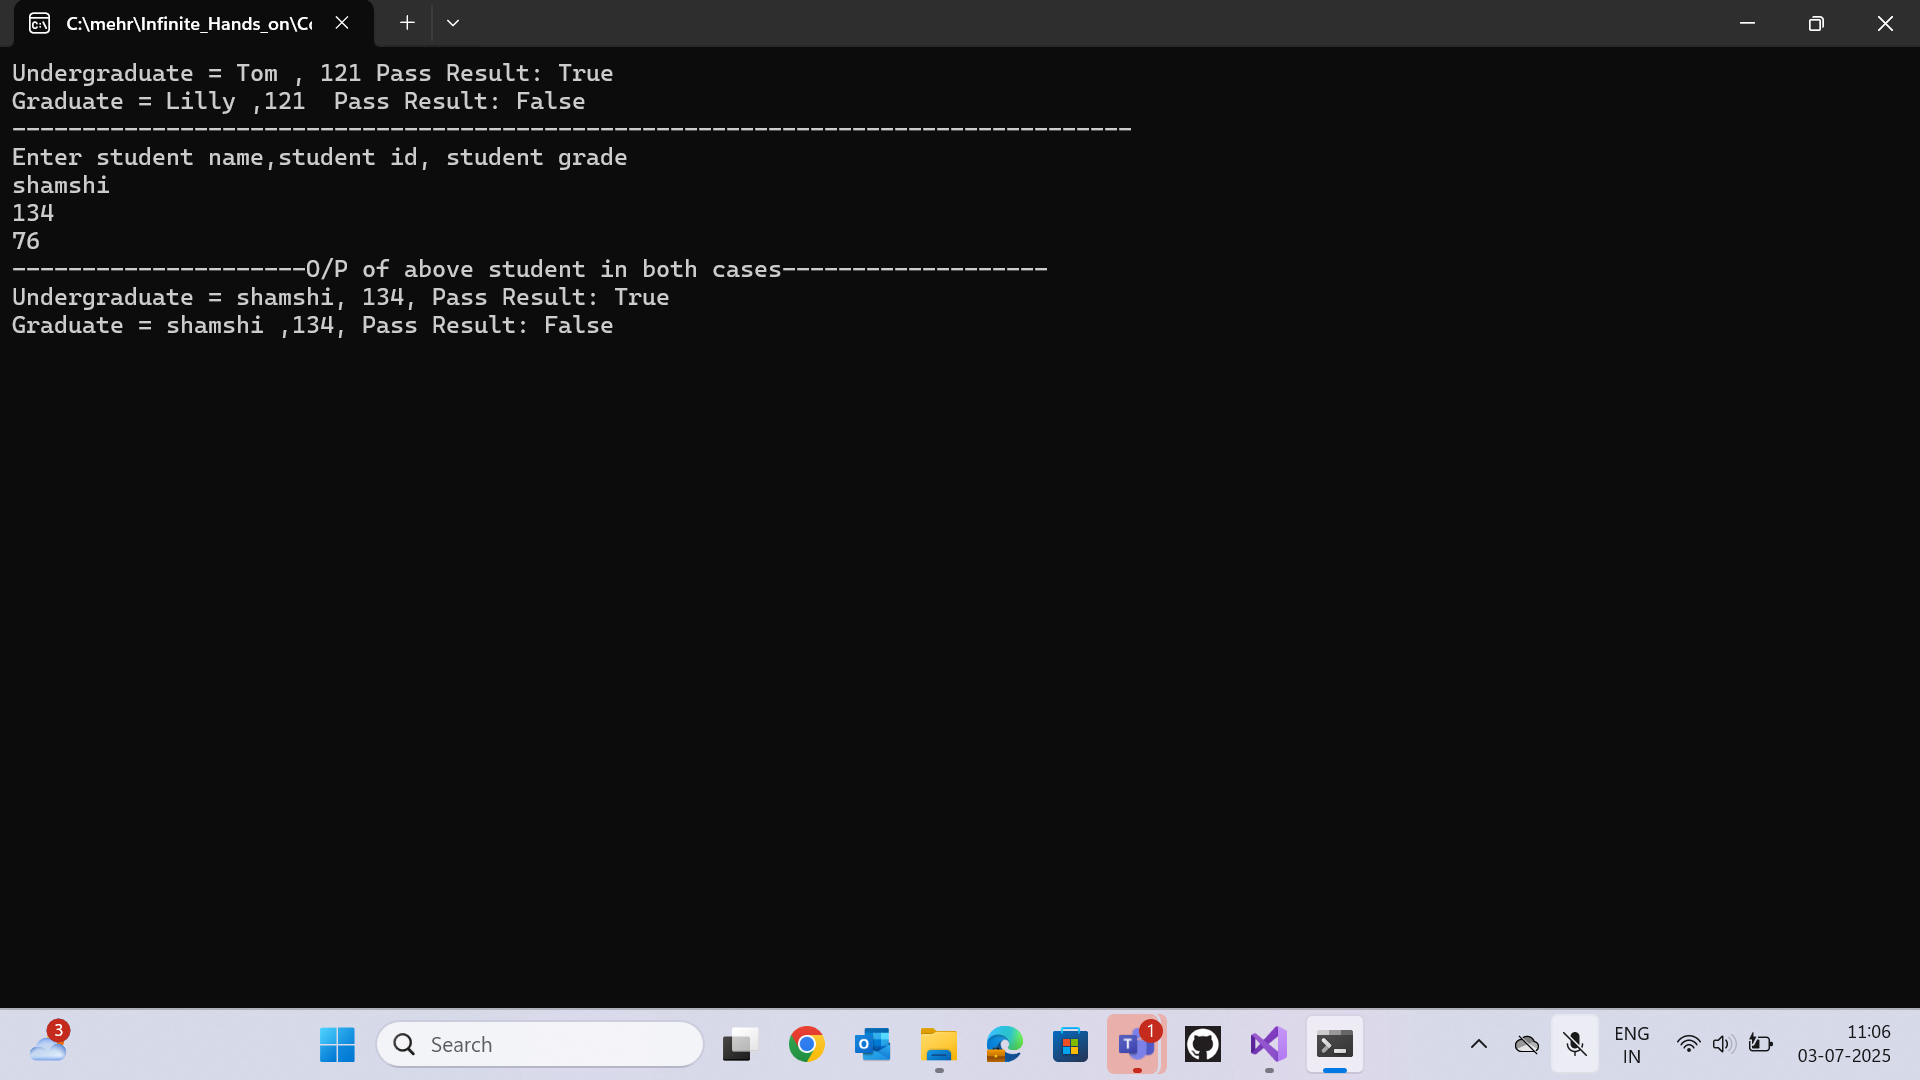 C:\mehr\Infinite_Hands_on\Co
Undergraduate = Tom , 121 Pass Result: True
Graduate = Lilly ,121  Pass Result: False
--------------------------------------------------------------------------------
Enter student name,student id, student grade
shamshi
134
76
---------------------O/P of above student in both cases-------------------
Undergraduate = shamshi, 134, Pass Result: True
Graduate = shamshi ,134, Pass Result: False
3
Search
1
ENG
IN
11:06
03-07-2025